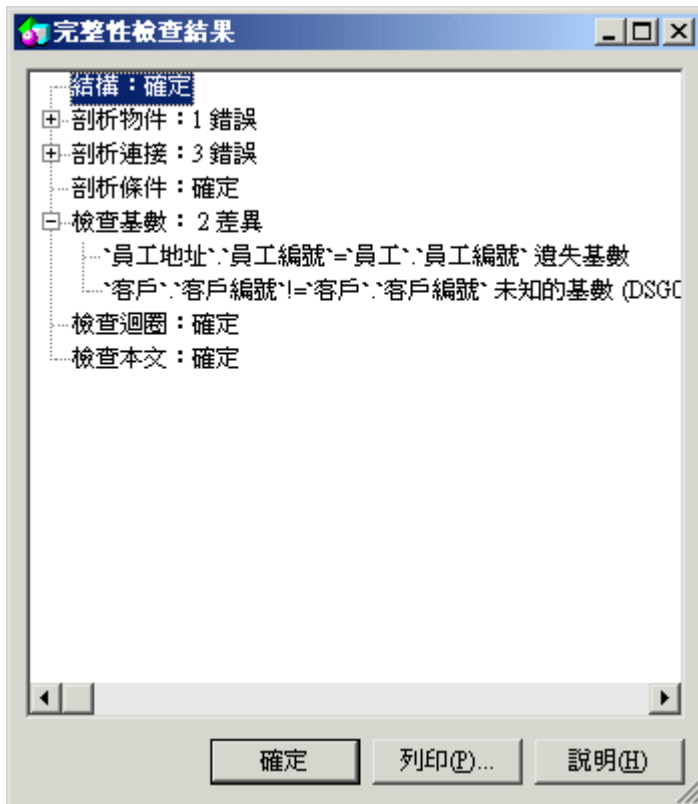 完整性檢查結果
結構：確定
剖析物件：1 錯誤
剖析連接：3 錯誤
剖析條件：確定
檢查基數： 2 差異
`員工地址`.`員工編號`=`員工`.`員工編號` 遺失基數
`客戶`.`客戶編號`!=`客戶`.`客戶編號` 未知的基數 (DSG
檢查迴圈：確定
檢查本文：確定
確定
列印(P)...
說明(H)